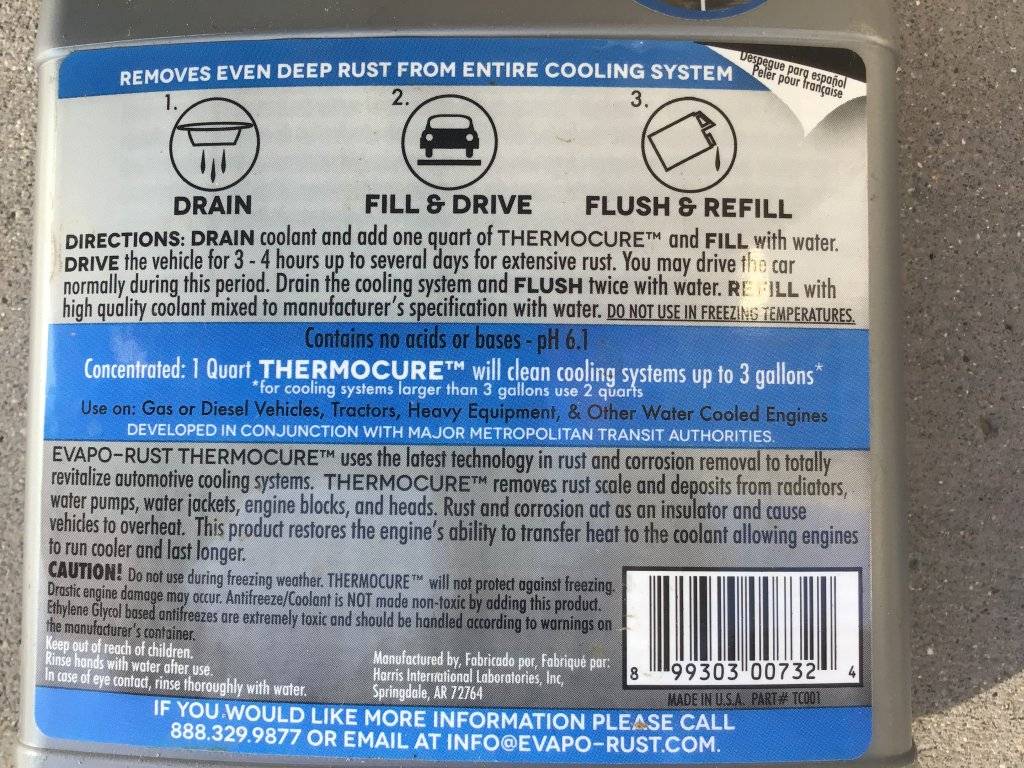 REMOVES EVEN DEEP RUST FROM ENTIRE COOLING SYSTEM
Despegue para español
Peler pour française
1.
2.
3.
DRAIN
FILL & DRIVE
FLUSH & REFILL
DIRECTIONS: DRAIN coolant and add one quart of THERMOCURE™ and FILL with water.
DRIVE the vehicle for 3 - 4 hours up to several days for extensive rust. You may drive the car
normally during this period. Drain the cooling system and FLUSH twice with water. REFILL with
high quality coolant mixed to manufacturer's specification with water. DO NOT USE IN FREEZING TEMPERATURES.
Contains no acids or bases - pH 6.1
Concentrated: 1 Quart THERMOCURE™ will clean cooling systems up to 3 gallons*
*for cooling systems larger than 3 gallons use 2 quarts
Use on: Gas or Diesel Vehicles, Tractors, Heavy Equipment, & Other Water Cooled Engines
DEVELOPED IN CONJUNCTION WITH MAJOR METROPOLITAN TRANSIT AUTHORITIES.
EVAPO-RUST THERMOCURE™ uses the latest technology in rust and corrosion removal to totally
revitalize automotive cooling systems. THERMOCURE™ removes rust scale and deposits from radiators,
water pumps, water jackets, engine blocks, and heads. Rust and corrosion act as an insulator and cause
vehicles to overheat. This product restores the engine's ability to transfer heat to the coolant allowing engines
to run cooler and last longer.
CAUTION! Do not use during freezing weather. THERMOCURE™ will not protect against freezing.
Drastic engine damage may occur. Antifreeze/Coolant is NOT made non-toxic by adding this product.
Ethylene Glycol based antifreezes are extremely toxic and should be handled according to warnings on
the manufacturer's container.
Keep out of reach of children.
Rinse hands with water after use.
In case of eye contact, rinse thoroughly with water.
Manufactured by, Fabricado por, Fabriqué par:
Harris International Laboratories, Inc,
Springdale, AR 72764
8 99303 00732 4
MADE IN U.S.A. PART# TC001
IF YOU WOULD LIKE MORE INFORMATION PLEASE CALL
888.329.9877 OR EMAIL AT INFO@EVAPO-RUST.COM.